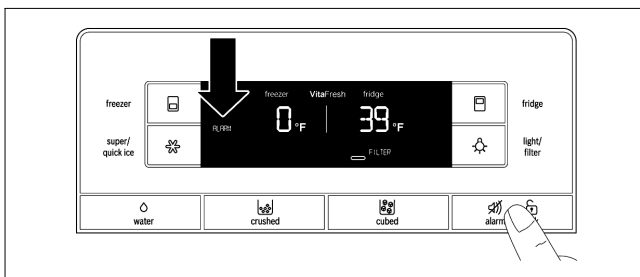 freezer VitaFresh fridge
freezer 0°F 39°F fridge
ALARM
super/ quick ice
light/ filter
FILTER
water crushed cubed alarm